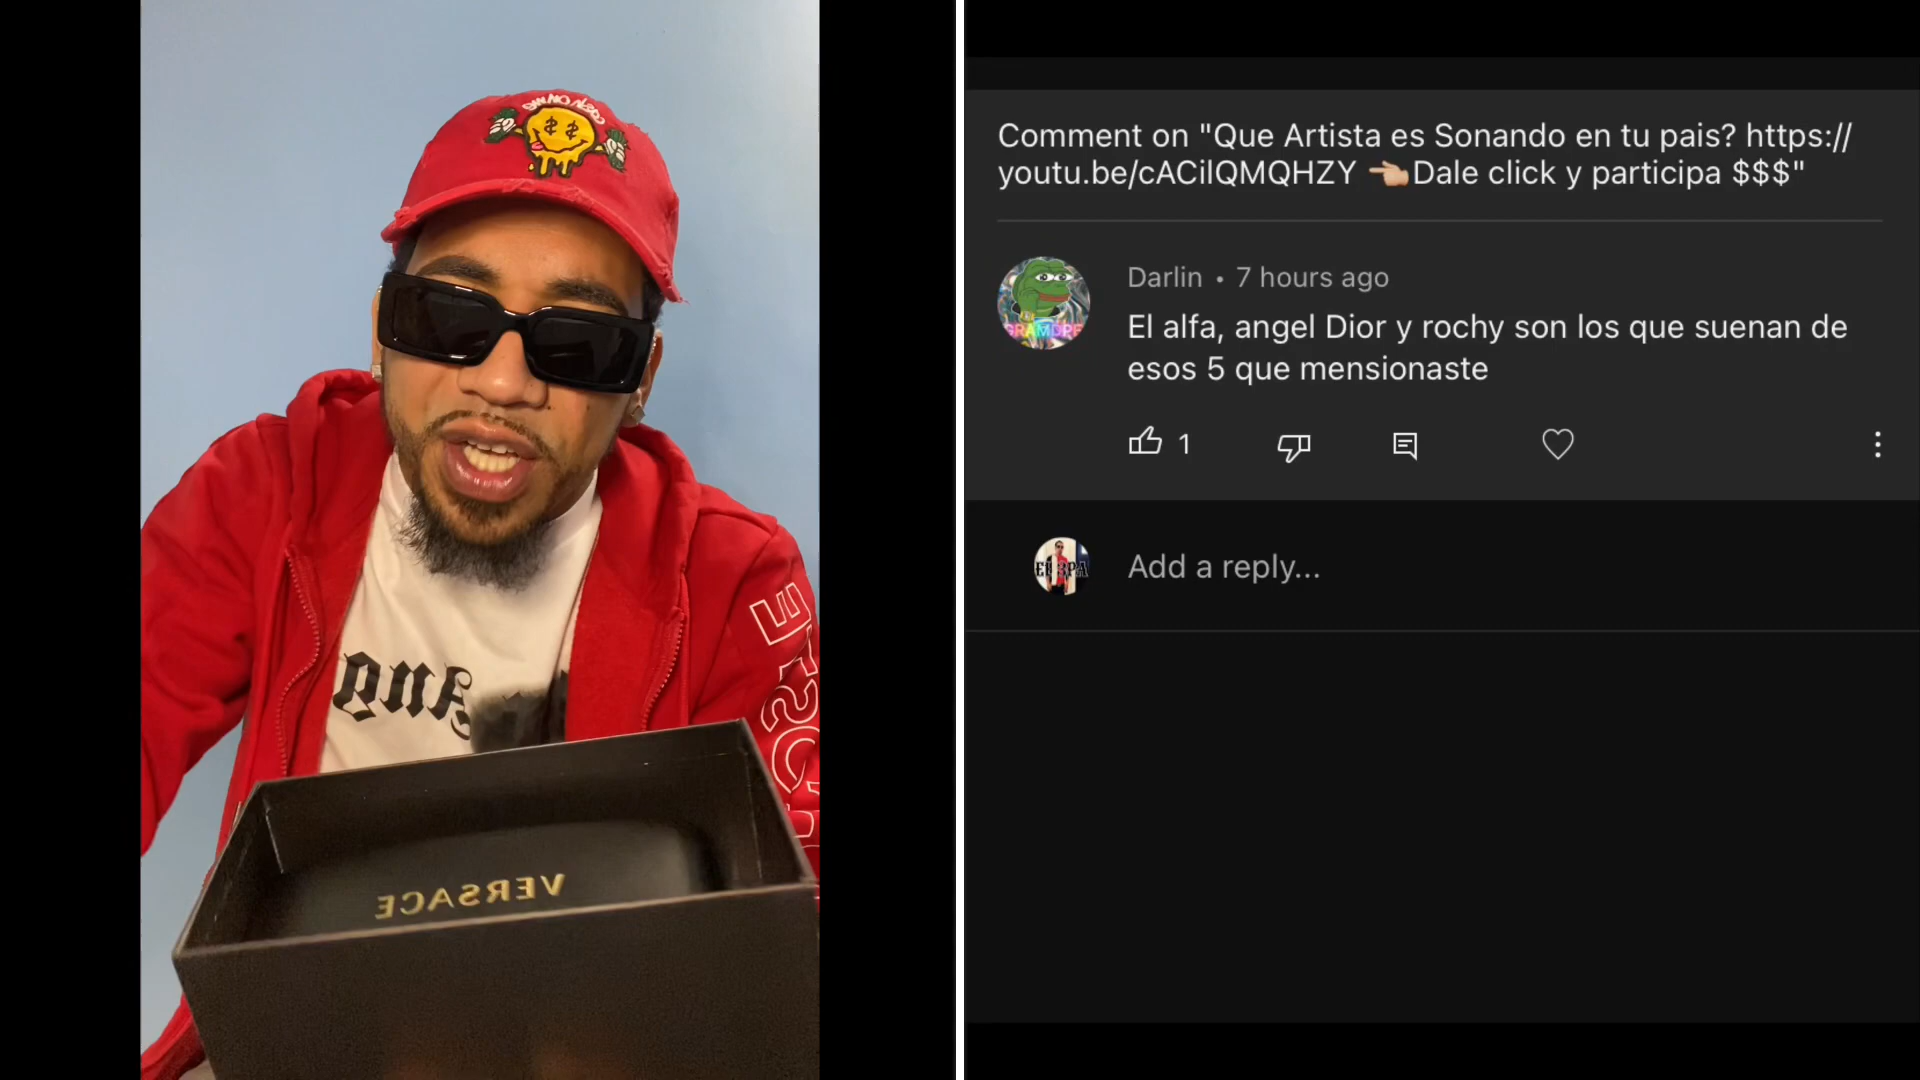 VERSACE
Comment on "Que Artista es Sonando en tu pais? https://
youtu.be/cACilQMQHZY 👈🏼Dale click y participa $$$"
Darlin • 7 hours ago
El alfa, angel Dior y rochy son los que suenan de
esos 5 que mensionaste
1
Add a reply...